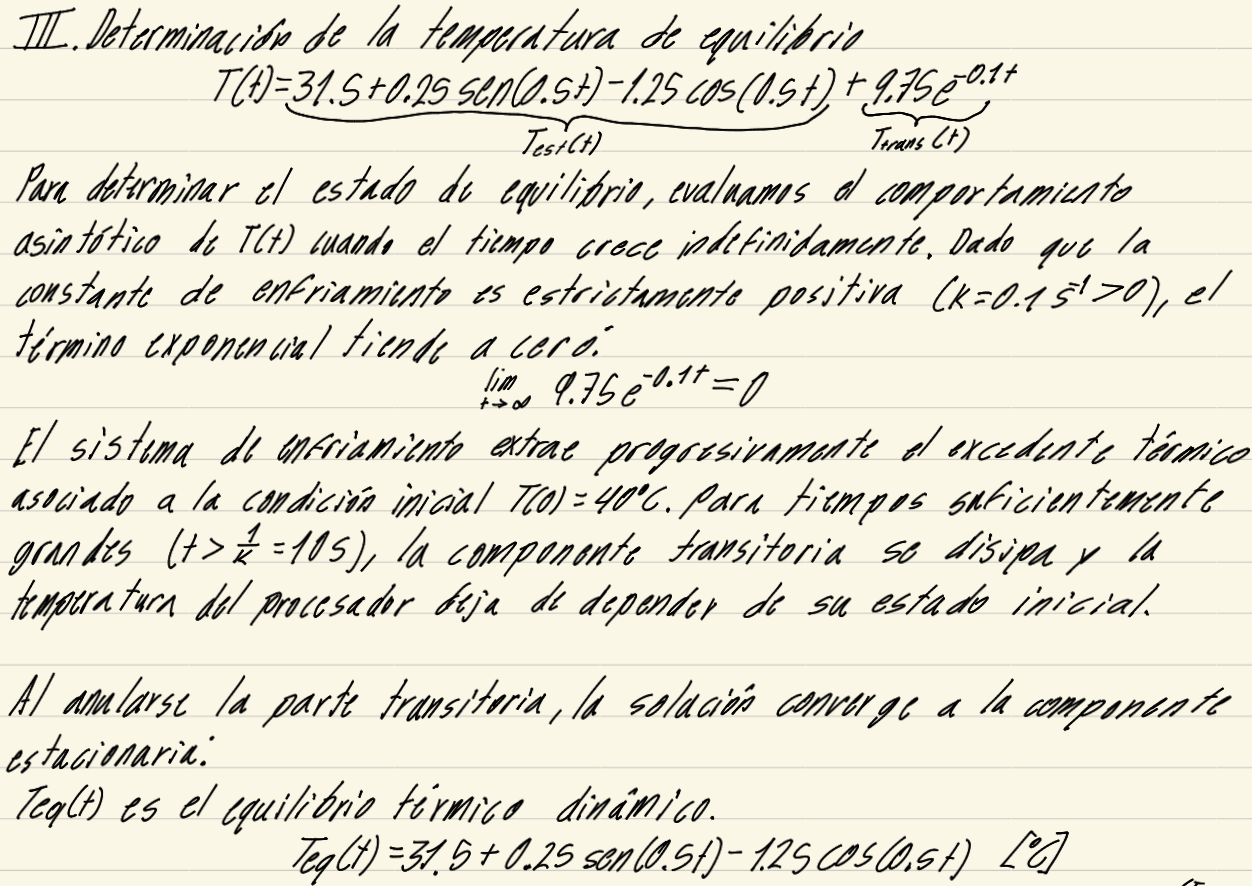 III. Determinación de la temperatura de equilibrio
T(t)=31.5+0.25 sen(0.5t)-1.25 cos(0.5t)+9.75e^-0.1t
Test(t) Ttrans(t)
Para determinar el estado de equilibrio, evaluamos el comportamiento
asintótico de T(t) cuando el tiempo crece indefinidamente. Dado que la
constante de enfriamiento es estrictamente positiva (k=0.1 s^-1>0), el
término exponencial tiende a cero:
lim t→∞ 9.75e^-0.1t=0
El sistema de enfriamiento extrae progresivamente el excedente térmico
asociado a la condición inicial T(0)=40°C. Para tiempos suficientemente
grandes (t>1/k=10s), la componente transitoria se disipa y la
temperatura del procesador deja de depender de su estado inicial.
Al anularse la parte transitoria, la solución converge a la componente
estacionaria:
Teq(t) es el equilibrio térmico dinámico.
Teq(t)=31.5+0.25 sen(0.5t)-1.25 cos(0.5t) [°C]